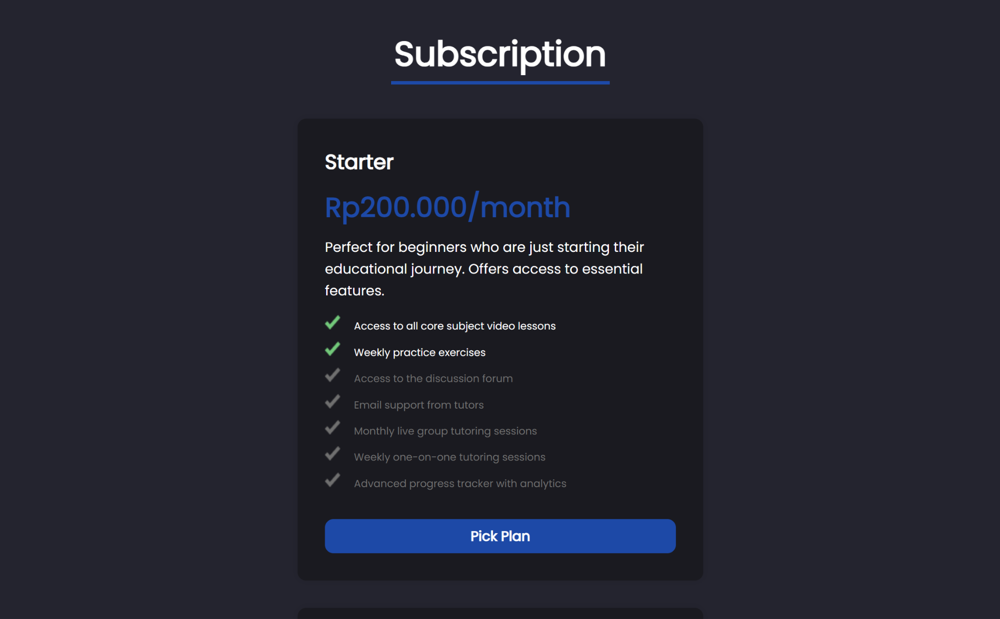 Subscription
Starter
Rp200.000/month
Perfect for beginners who are just starting their
educational journey. Offers access to essential
features.
Access to all core subject video lessons
Weekly practice exercises
Access to the discussion forum
Email support from tutors
Monthly live group tutoring sessions
Weekly one-on-one tutoring sessions
Advanced progress tracker with analytics
Pick Plan